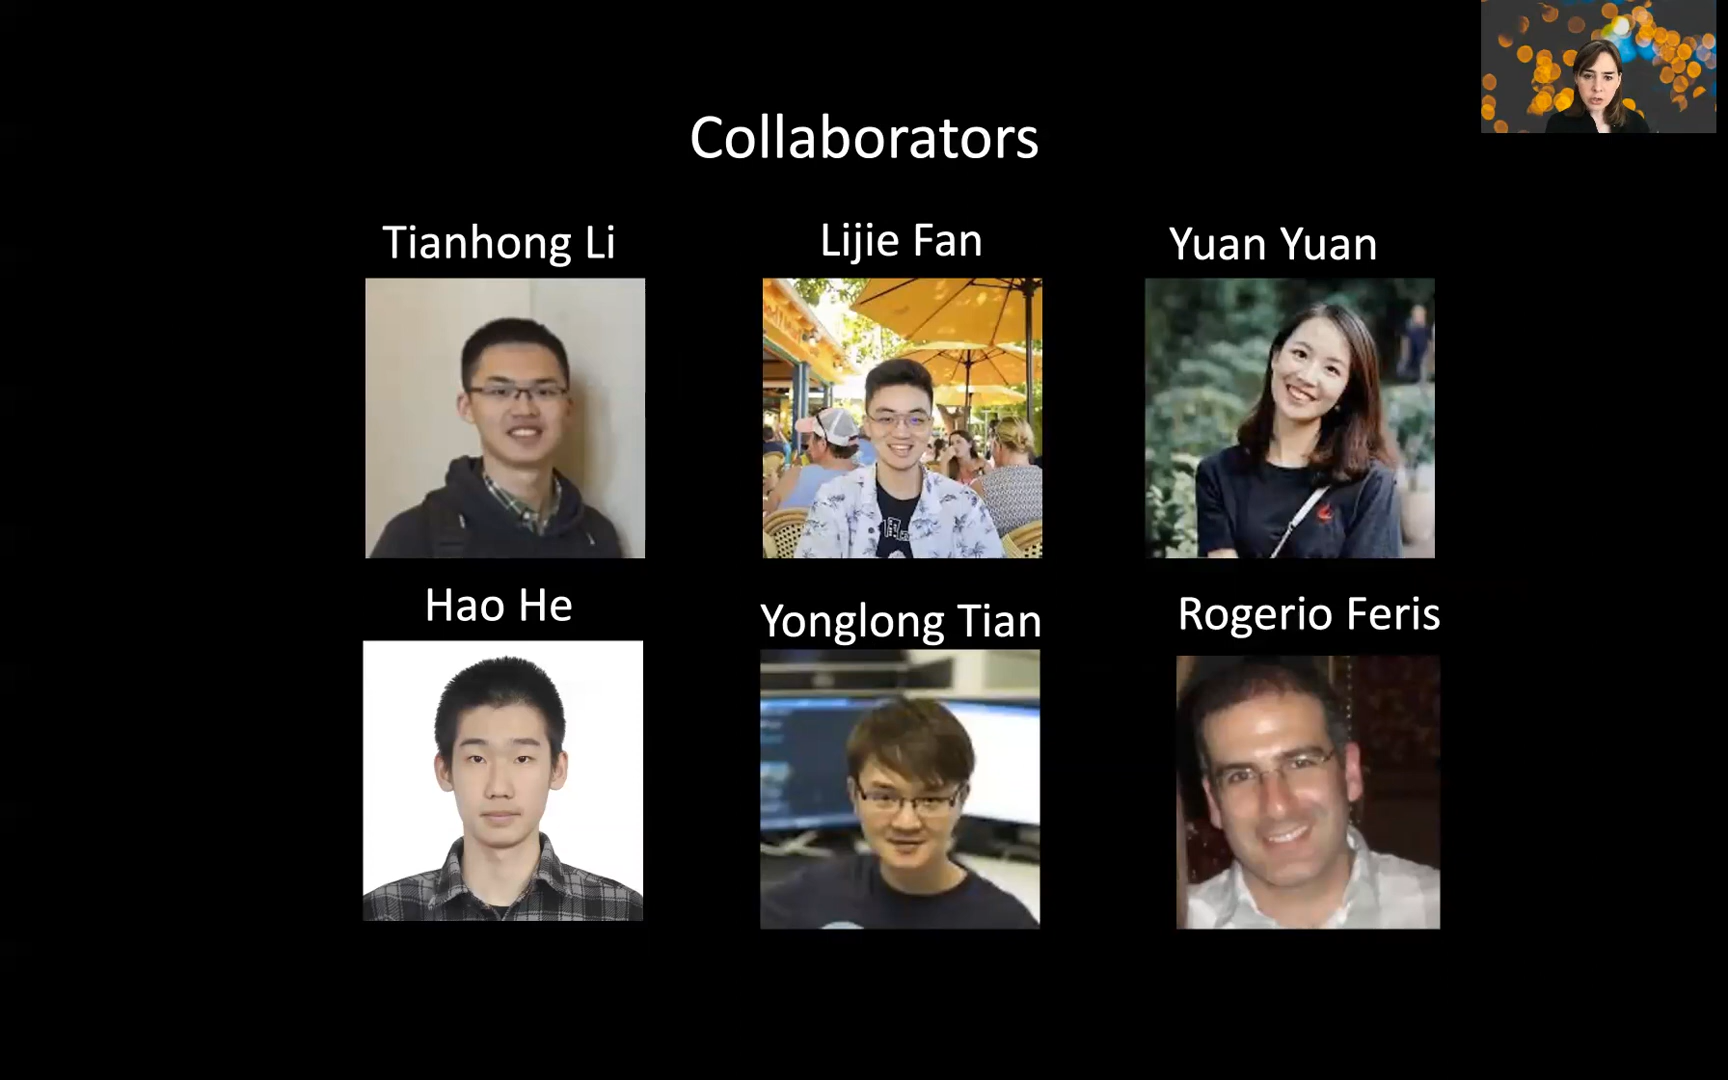 Collaborators
Tianhong Li
Lijie Fan
Yuan Yuan
Hao He
Yonglong Tian
Rogerio Feris